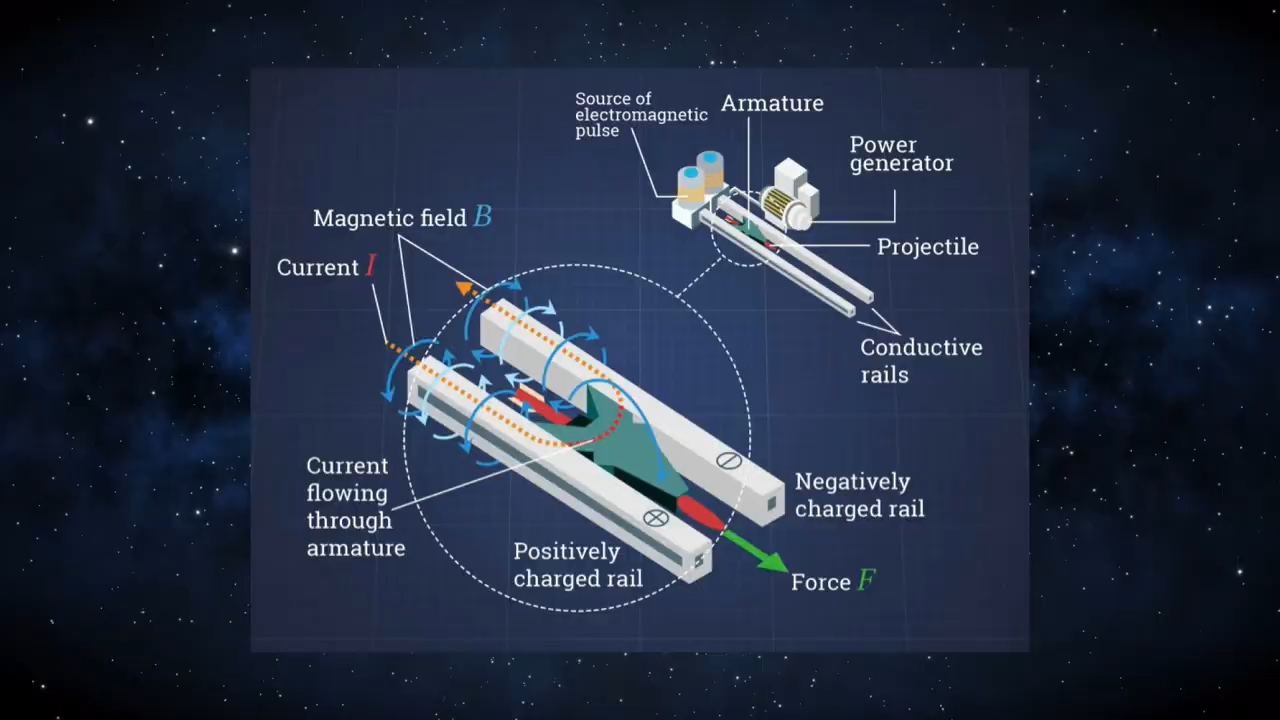 Source of
electromagnetic
pulse
Armature
Power
generator
Magnetic field B
Projectile
Current I
Conductive
rails
Current
flowing
through
armature
Negatively
charged rail
Positively
charged rail
Force F